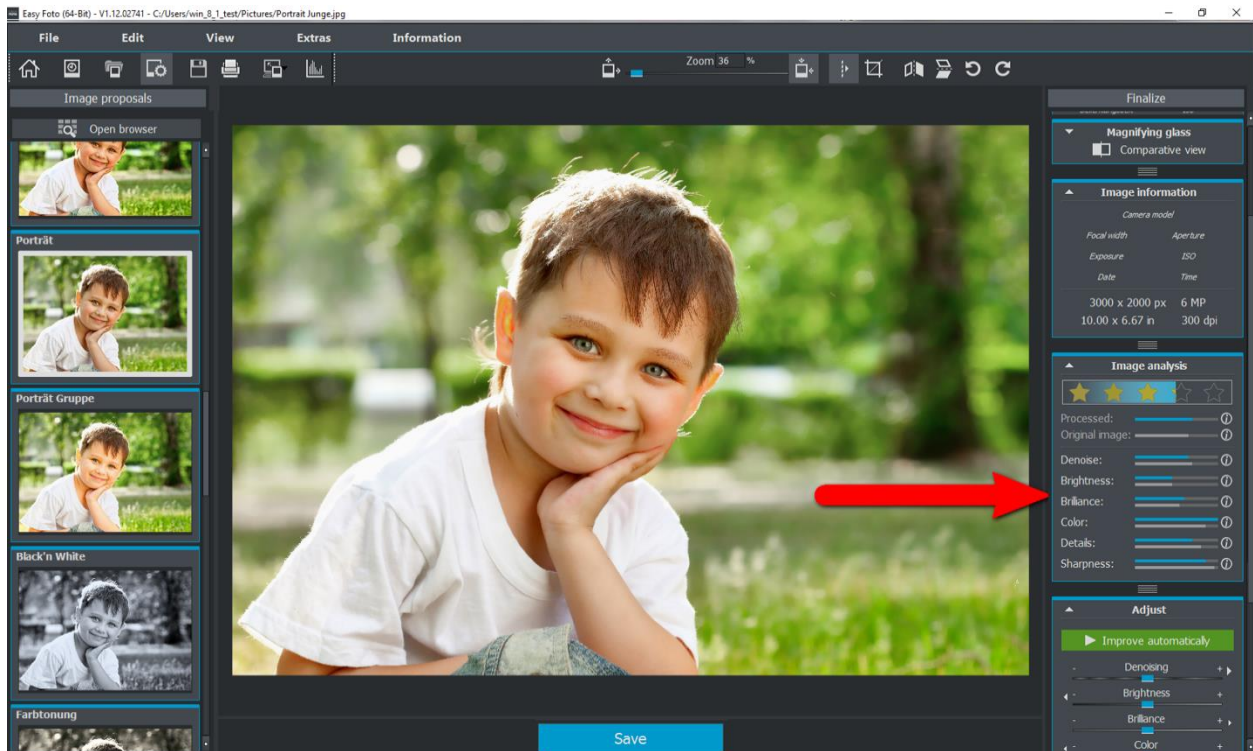 Easy Foto (64-Bit) - V1.12.02741 - C:/Users/win_8_1_test/Pictures/Portrait Junge.jpg
File Edit View Extras Information
Zoom 36 %
Image proposals
Open browser
Porträt
Porträt Gruppe
Black'n White
Farbtonung
Save
Finalize
Magnifying glass
Comparative view
Image information
Camera model
Focal width Aperture
Exposure ISO
Date Time
3000 x 2000 px 6 MP
10.00 x 6.67 in 300 dpi
Image analysis
Processed:
Original image:
Denoise:
Brightness:
Brilliance:
Color:
Details:
Sharpness:
Adjust
Improve automatically
- Denoising +
- Brightness +
- Brilliance +
- Color +